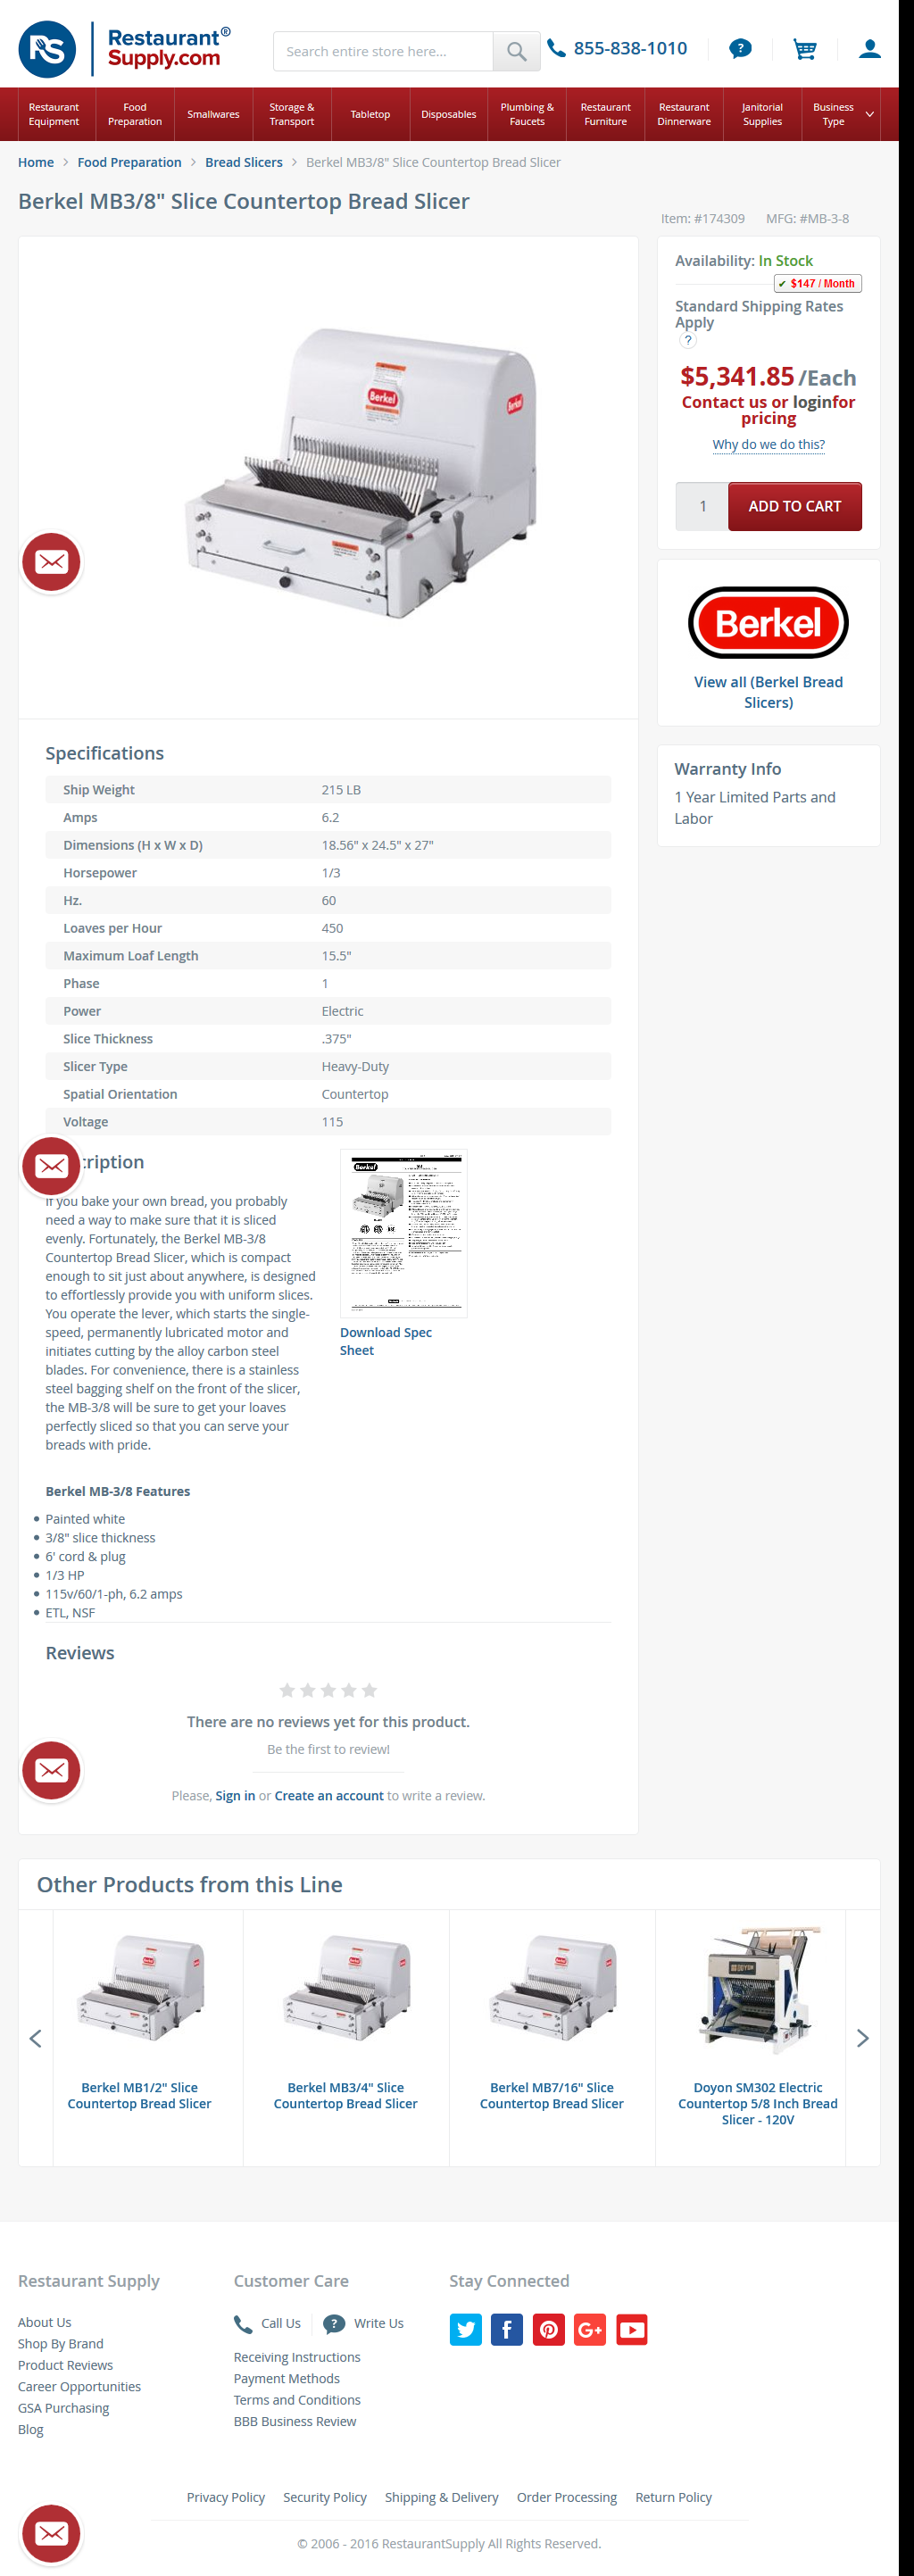 RS
Restaurant®
Supply.com
Search entire store here...
855-838-1010
?
Restaurant Equipment
Food Preparation
Smallwares
Storage & Transport
Tabletop
Disposables
Plumbing & Faucets
Restaurant Furniture
Restaurant Dinnerware
Janitorial Supplies
Business Type
Home > Food Preparation > Bread Slicers > Berkel MB3/8" Slice Countertop Bread Slicer
Berkel MB3/8" Slice Countertop Bread Slicer
Item: #174309 MFG: #MB-3-8
Berkel
Berkel
Availability: In Stock
✔ $147 / Month
Standard Shipping Rates
Apply
?
$5,341.85 /Each
Contact us or loginfor
pricing
Why do we do this?
1
ADD TO CART
Berkel
View all (Berkel Bread
Slicers)
Warranty Info
1 Year Limited Parts and
Labor
Specifications
Ship Weight 215 LB
Amps 6.2
Dimensions (H x W x D) 18.56" x 24.5" x 27"
Horsepower 1/3
Hz. 60
Loaves per Hour 450
Maximum Loaf Length 15.5"
Phase 1
Power Electric
Slice Thickness .375"
Slicer Type Heavy-Duty
Spatial Orientation Countertop
Voltage 115
cription
If you bake your own bread, you probably
need a way to make sure that it is sliced
evenly. Fortunately, the Berkel MB-3/8
Countertop Bread Slicer, which is compact
enough to sit just about anywhere, is designed
to effortlessly provide you with uniform slices.
You operate the lever, which starts the single-
speed, permanently lubricated motor and
initiates cutting by the alloy carbon steel
blades. For convenience, there is a stainless
steel bagging shelf on the front of the slicer,
the MB-3/8 will be sure to get your loaves
perfectly sliced so that you can serve your
breads with pride.
Berkel
Download Spec
Sheet
Berkel MB-3/8 Features
• Painted white
• 3/8" slice thickness
• 6' cord & plug
• 1/3 HP
• 115v/60/1-ph, 6.2 amps
• ETL, NSF
Reviews
There are no reviews yet for this product.
Be the first to review!
Please, Sign in or Create an account to write a review.
Other Products from this Line
DOYON
Berkel MB1/2" Slice
Countertop Bread Slicer
Berkel MB3/4" Slice
Countertop Bread Slicer
Berkel MB7/16" Slice
Countertop Bread Slicer
Doyon SM302 Electric
Countertop 5/8 Inch Bread
Slicer - 120V
Restaurant Supply
About Us
Shop By Brand
Product Reviews
Career Opportunities
GSA Purchasing
Blog
Customer Care
Call Us
? Write Us
Receiving Instructions
Payment Methods
Terms and Conditions
BBB Business Review
Stay Connected
G+
Privacy Policy Security Policy Shipping & Delivery Order Processing Return Policy
© 2006 - 2016 RestaurantSupply All Rights Reserved.